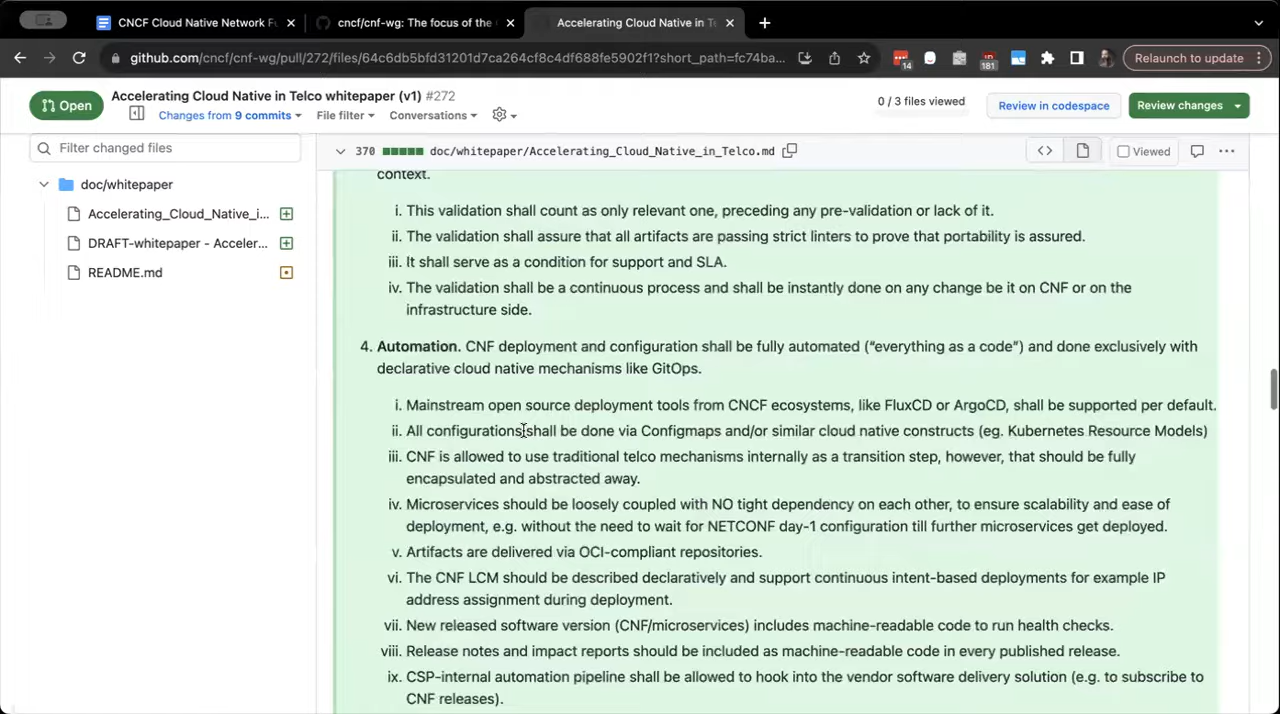 CNCF Cloud Native Network F
cncf/cnf-wg: The focus of the
Accelerating Cloud Native in Te
github.com/cncf/cnf-wg/pull/272/files/64c6db5bfd31201d7ca264cf8c4df688fe5902f1?short_path=fc74ba...
14
181
Relaunch to update
Open
Accelerating Cloud Native in Telco whitepaper (v1) #272
Changes from 9 commits
File filter
Conversations
0 / 3 files viewed
Review in codespace
Review changes
Filter changed files
370
doc/whitepaper/Accelerating_Cloud_Native_in_Telco.md
Viewed
doc/whitepaper
Accelerating_Cloud_Native_i...
DRAFT-whitepaper - Acceler...
README.md
context.
i. This validation shall count as only relevant one, preceding any pre-validation or lack of it.
ii. The validation shall assure that all artifacts are passing strict linters to prove that portability is assured.
iii. It shall serve as a condition for support and SLA.
iv. The validation shall be a continuous process and shall be instantly done on any change be it on CNF or on the
infrastructure side.
4. Automation. CNF deployment and configuration shall be fully automated (“everything as a code”) and done exclusively with
declarative cloud native mechanisms like GitOps.
i. Mainstream open source deployment tools from CNCF ecosystems, like FluxCD or ArgoCD, shall be supported per default.
ii. All configurations shall be done via Configmaps and/or similar cloud native constructs (eg. Kubernetes Resource Models)
iii. CNF is allowed to use traditional telco mechanisms internally as a transition step, however, that should be fully
encapsulated and abstracted away.
iv. Microservices should be loosely coupled with NO tight dependency on each other, to ensure scalability and ease of
deployment, e.g. without the need to wait for NETCONF day-1 configuration till further microservices get deployed.
v. Artifacts are delivered via OCI-compliant repositories.
vi. The CNF LCM should be described declaratively and support continuous intent-based deployments for example IP
address assignment during deployment.
vii. New released software version (CNF/microservices) includes machine-readable code to run health checks.
viii. Release notes and impact reports should be included as machine-readable code in every published release.
ix. CSP-internal automation pipeline shall be allowed to hook into the vendor software delivery solution (e.g. to subscribe to
CNF releases).